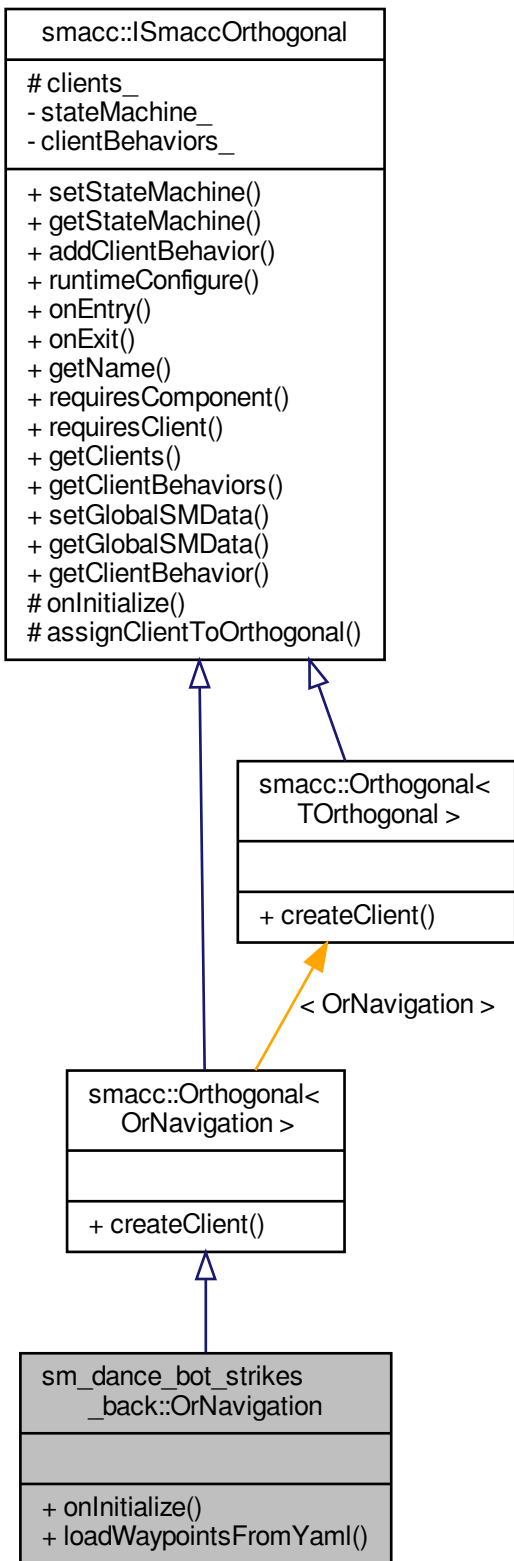 smacc::ISmaccOrthogonal
# clients_
- stateMachine_
- clientBehaviors_
+ setStateMachine()
+ getStateMachine()
+ addClientBehavior()
+ runtimeConfigure()
+ onEntry()
+ onExit()
+ getName()
+ requiresComponent()
+ requiresClient()
+ getClients()
+ getClientBehaviors()
+ setGlobalSMData()
+ getGlobalSMData()
+ getClientBehavior()
# onInitialize()
# assignClientToOrthogonal()
smacc::Orthogonal<
TOrthogonal >
+ createClient()
< OrNavigation >
smacc::Orthogonal<
OrNavigation >
+ createClient()
sm_dance_bot_strikes
_back::OrNavigation
+ onInitialize()
+ loadWaypointsFromYaml()